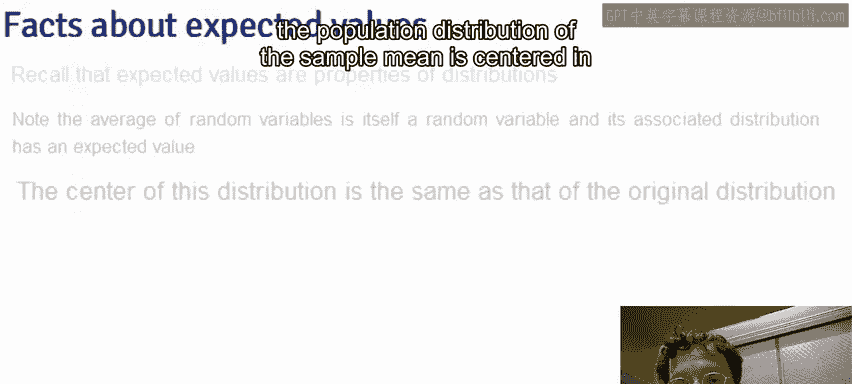 Facts about expected values
the population distribution of
the sample mean is centered in
GPT中英字幕课程资源@bilibili.com
Recall that expected values are properties of distributions
Note the average of random variables is itself a random variable and its associated distribution
has an expected value
The center of this distribution is the same as that of the original distribution